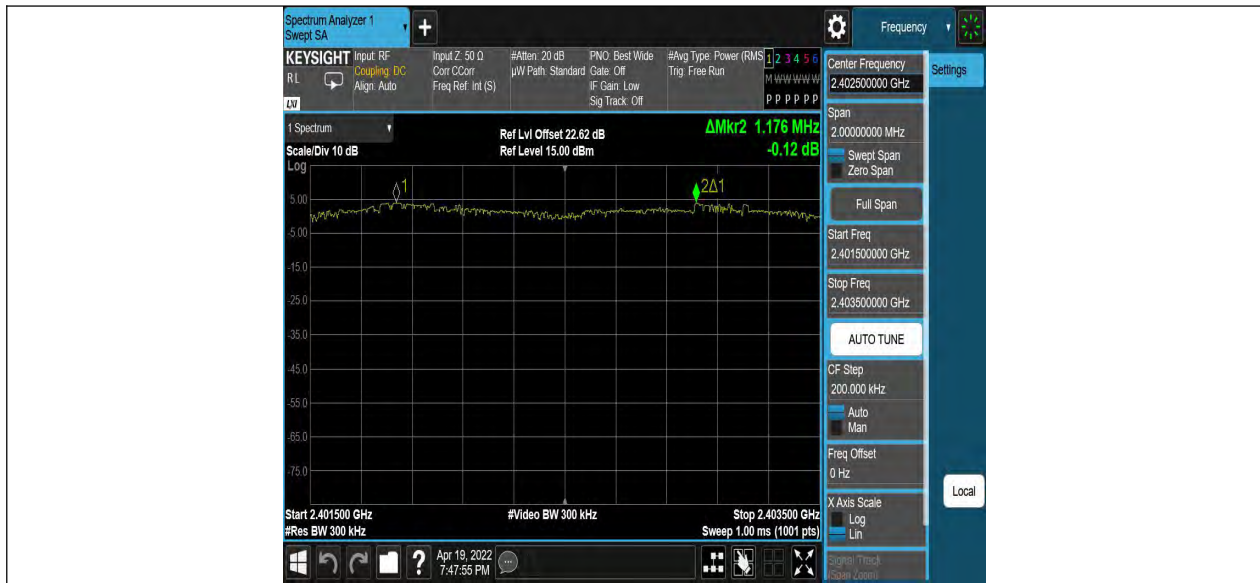 Spectrum Analyzer 1
Swept SA
+
Frequency
KEYSIGHT
RL
LXI
Input: RF
Coupling: DC
Align: Auto
Input Z: 50 Ω
Corr CCorr
Freq Ref: Int (S)
#Atten: 20 dB
µW Path: Standard
PNO: Best Wide
Gate: Off
IF Gain: Low
Sig Track: Off
#Avg Type: Power (RMS
Trig: Free Run
1 2 3 4 5 6
M W W W W W
P P P P P P
1 Spectrum
Scale/Div 10 dB
Ref Lvl Offset 22.62 dB
Ref Level 15.00 dBm
ΔMkr2 1.176 MHz
-0.12 dB
Log
1
2Δ1
5.00
-5.00
-15.0
-25.0
-35.0
-45.0
-55.0
-65.0
-75.0
Start 2.401500 GHz
#Res BW 300 kHz
#Video BW 300 kHz
Stop 2.403500 GHz
Sweep 1.00 ms (1001 pts)
?
Apr 19, 2022
7:47:55 PM
Center Frequency
2.402500000 GHz
Span
2.00000000 MHz
Swept Span
Zero Span
Full Span
Start Freq
2.401500000 GHz
Stop Freq
2.403500000 GHz
AUTO TUNE
CF Step
200.000 kHz
Auto
Man
Freq Offset
0 Hz
X Axis Scale
Log
Lin
Signal Track
(Span Zoom)
Settings
Local